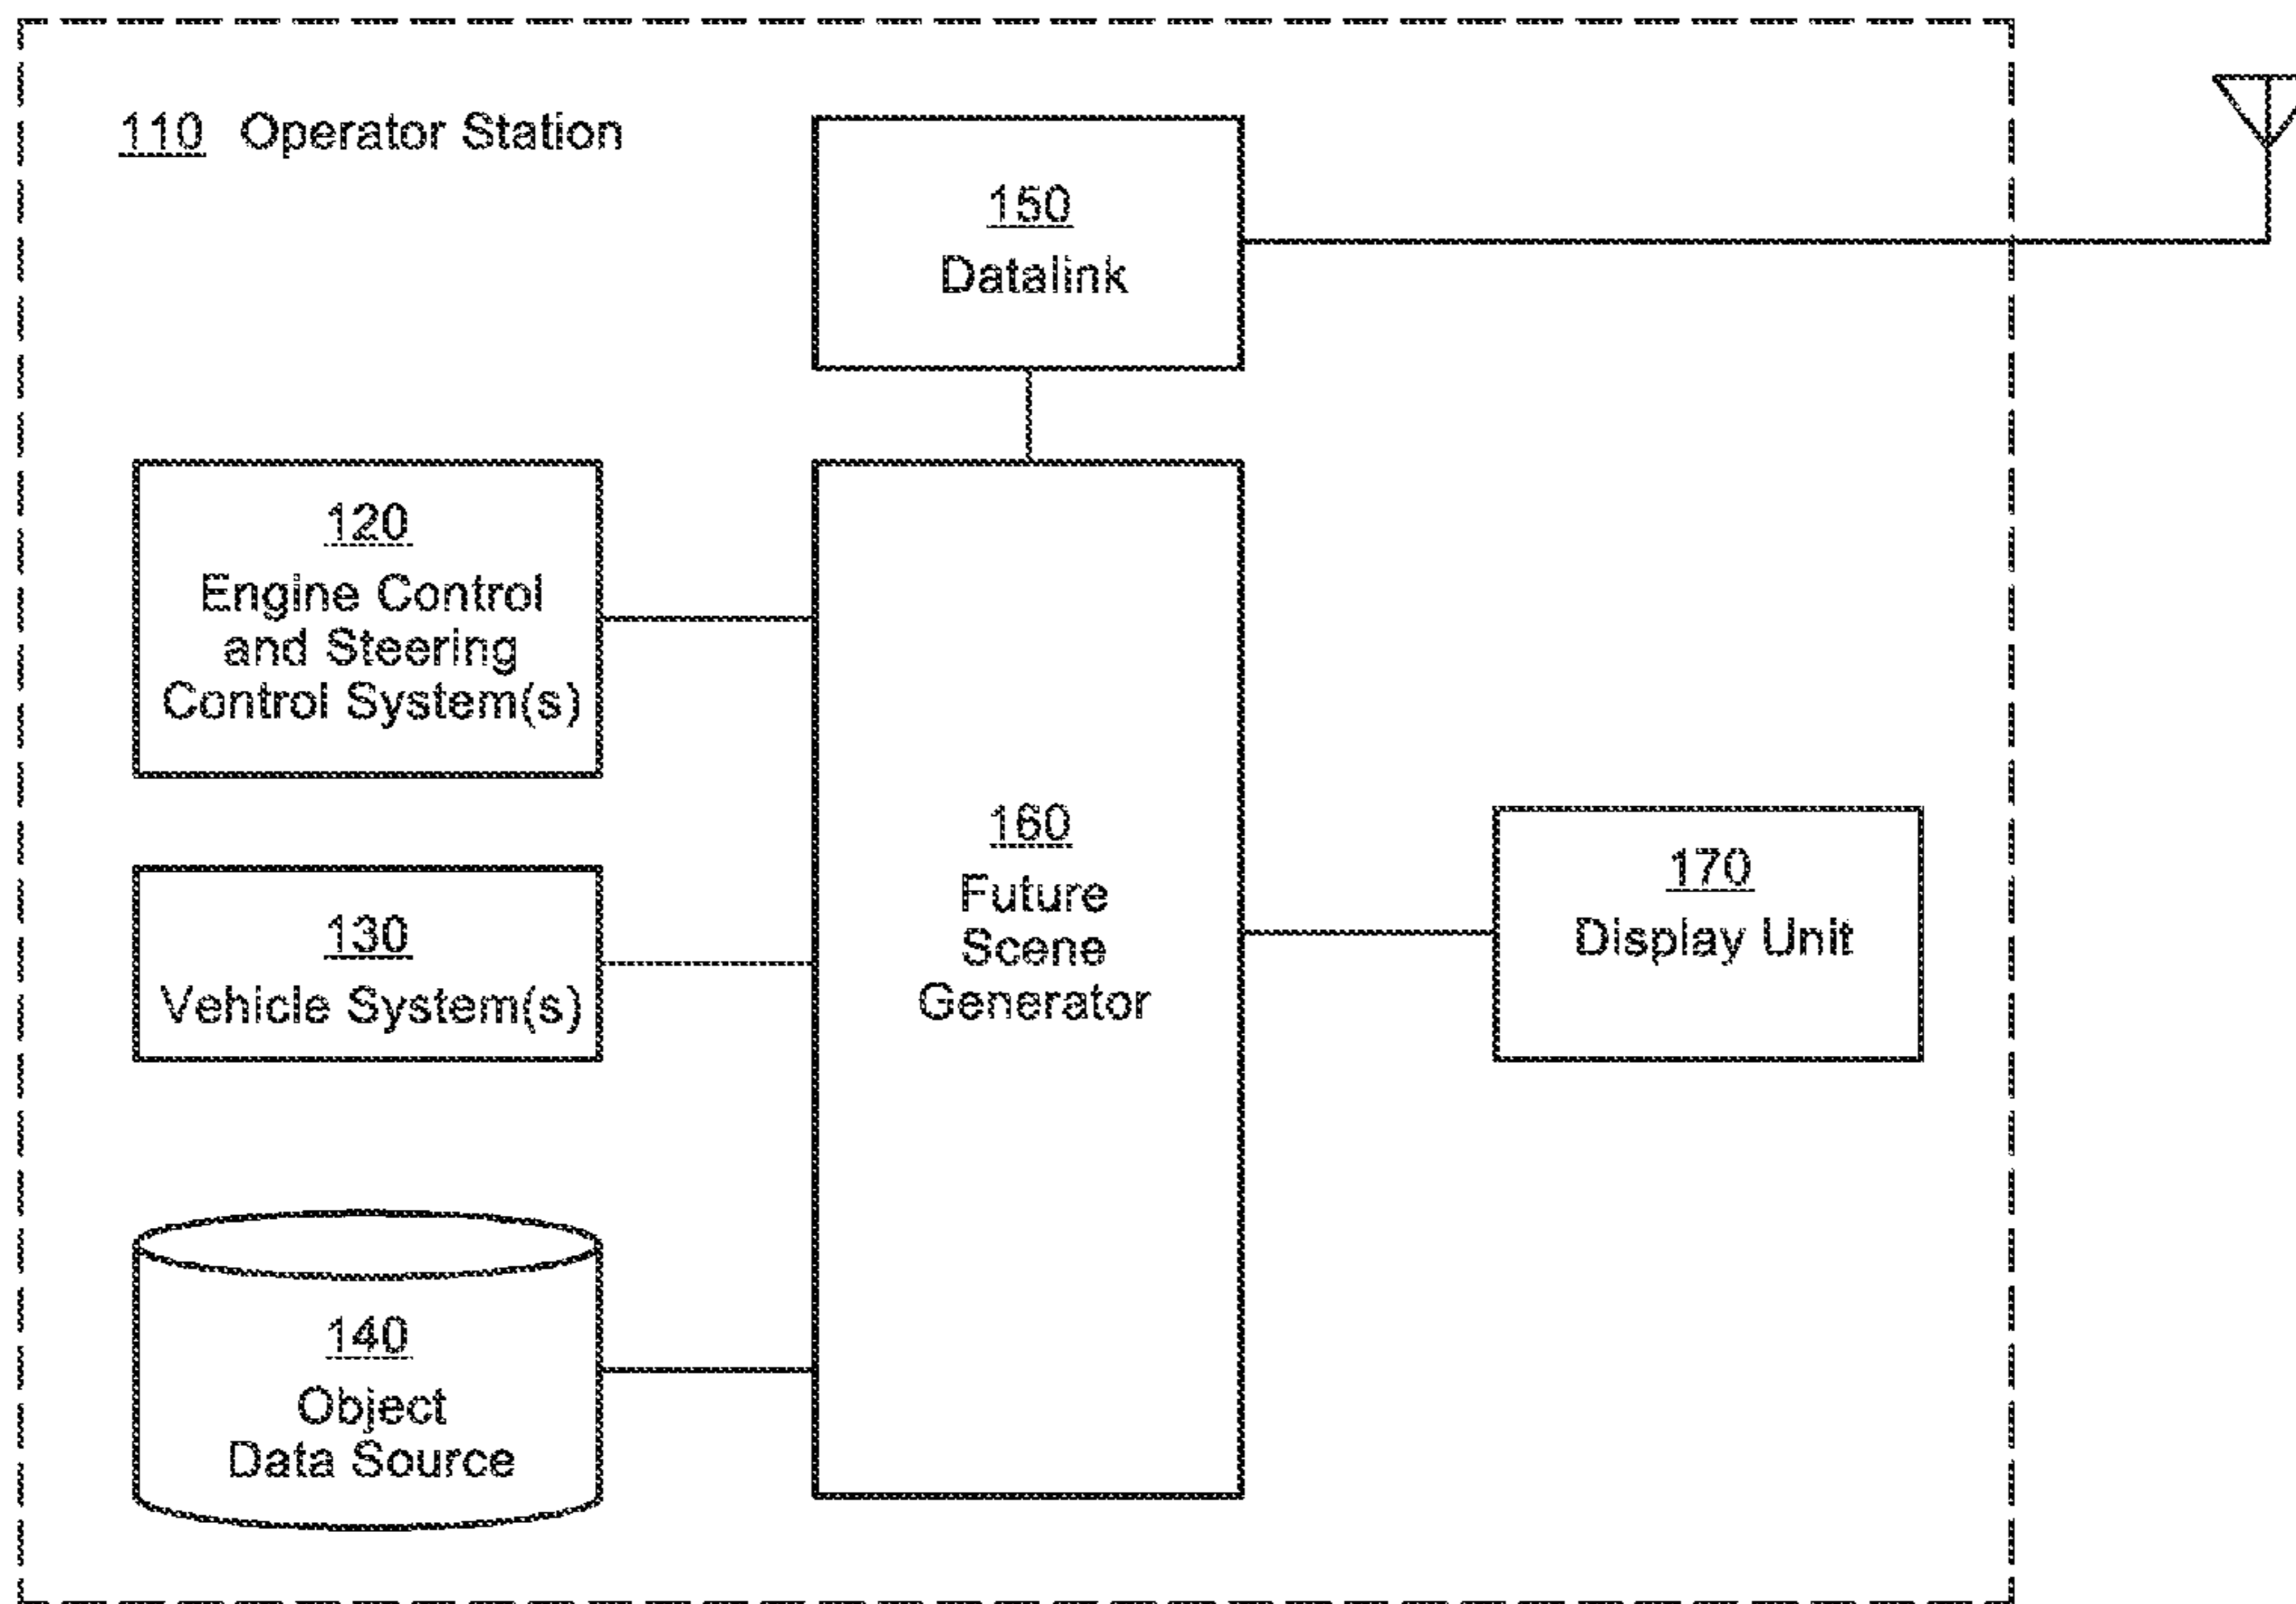 110 Operator Station
150
Datalink
120
Engine Control
and Steering
Control System(s)
130
Vehicle System(s)
140
Object
Data Source
160
Future
Scene
Generator
170
Display Unit